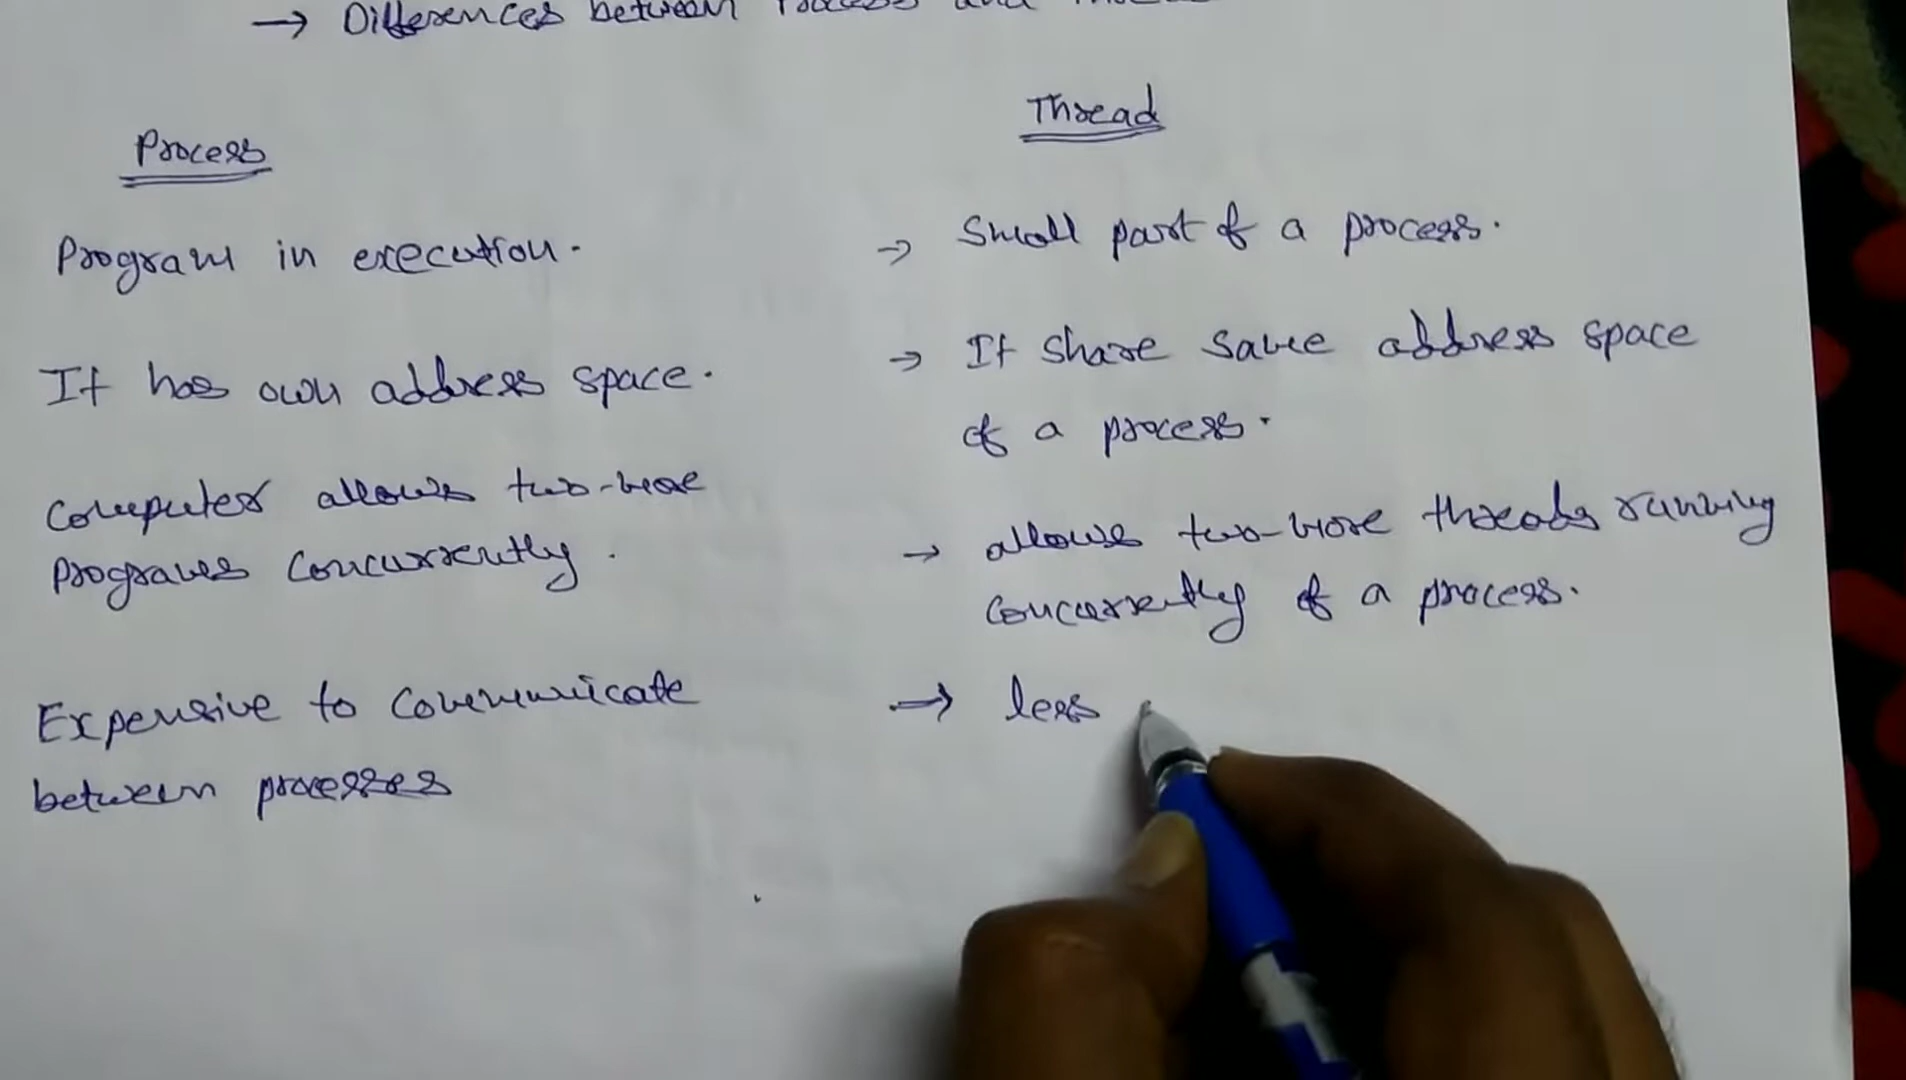 → Differences between Process and
Process
Thread
Program in execution.
→ Small part of a process.
It has own address space.
→ It share same address space
of a process.
Computer allows two-more
programs concurrently.
→ allows two-more threads running
concurrently of a process.
Expensive to communicate
between processes
→ less